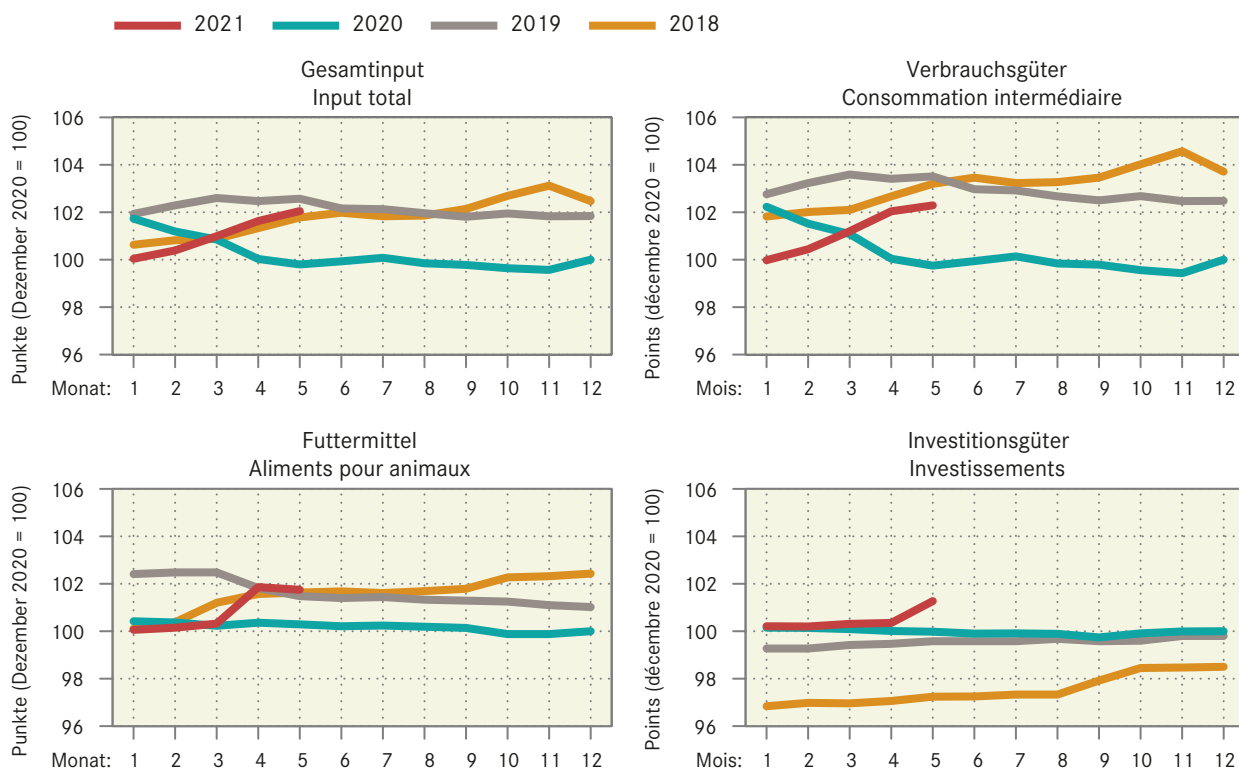 2021 2020 2019 2018
Gesamtinput
Input total
Punkte (Dezember 2020 = 100)
106
104
102
100
98
96
Monat: 1 2 3 4 5 6 7 8 9 10 11 12
Verbrauchsgüter
Consommation intermédiaire
Points (décembre 2020 = 100)
106
104
102
100
98
96
Mois: 1 2 3 4 5 6 7 8 9 10 11 12
Futtermittel
Aliments pour animaux
Punkte (Dezember 2020 = 100)
106
104
102
100
98
96
Monat: 1 2 3 4 5 6 7 8 9 10 11 12
Investitionsgüter
Investissements
Points (décembre 2020 = 100)
106
104
102
100
98
96
Mois: 1 2 3 4 5 6 7 8 9 10 11 12